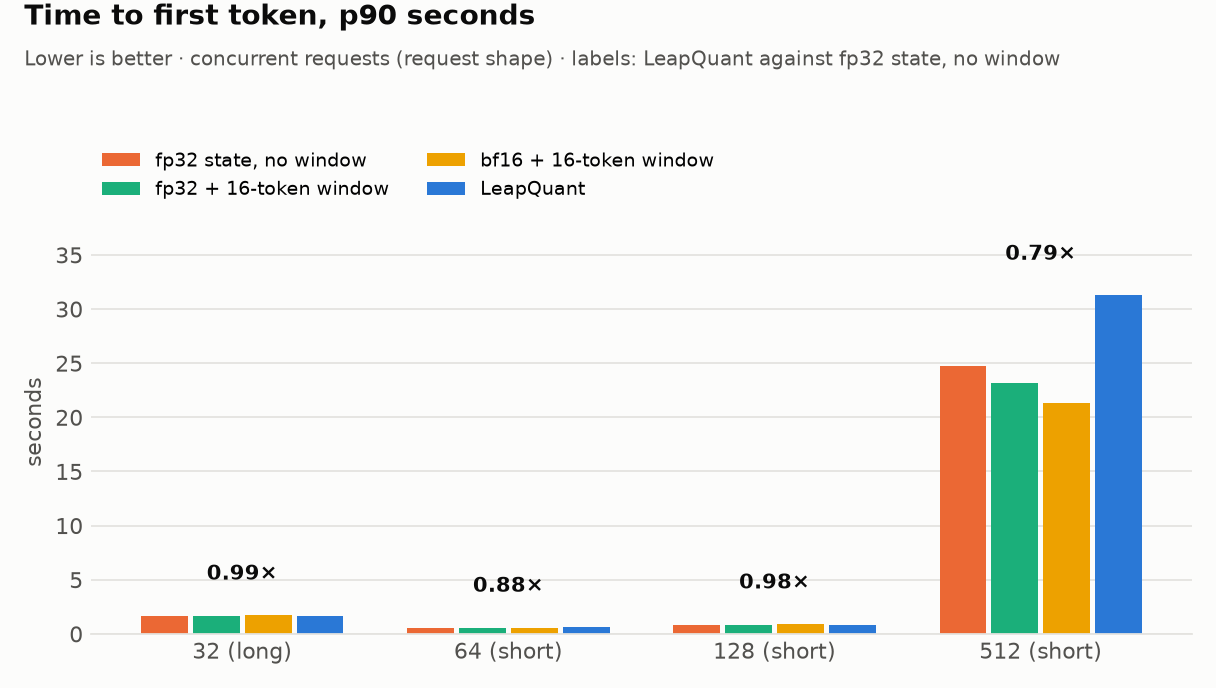 Time to first token, p90 seconds
Lower is better · concurrent requests (request shape) · labels: LeapQuant against fp32 state, no window
fp32 state, no window
bf16 + 16-token window
fp32 + 16-token window
LeapQuant
35
30
25
20
15
10
5
0
seconds
0.99×
0.88×
0.98×
0.79×
32 (long)
64 (short)
128 (short)
512 (short)